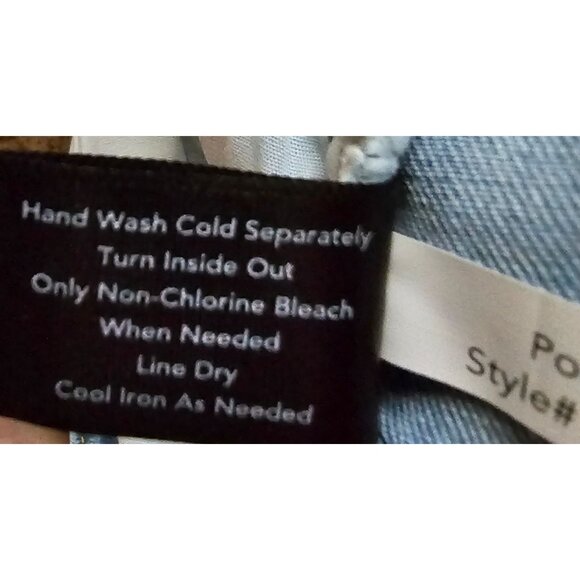 Hand Wash Cold Separately
Turn Inside Out
Only Non-Chlorine Bleach
When Needed
Line Dry
Cool Iron As Needed
Po
Style#